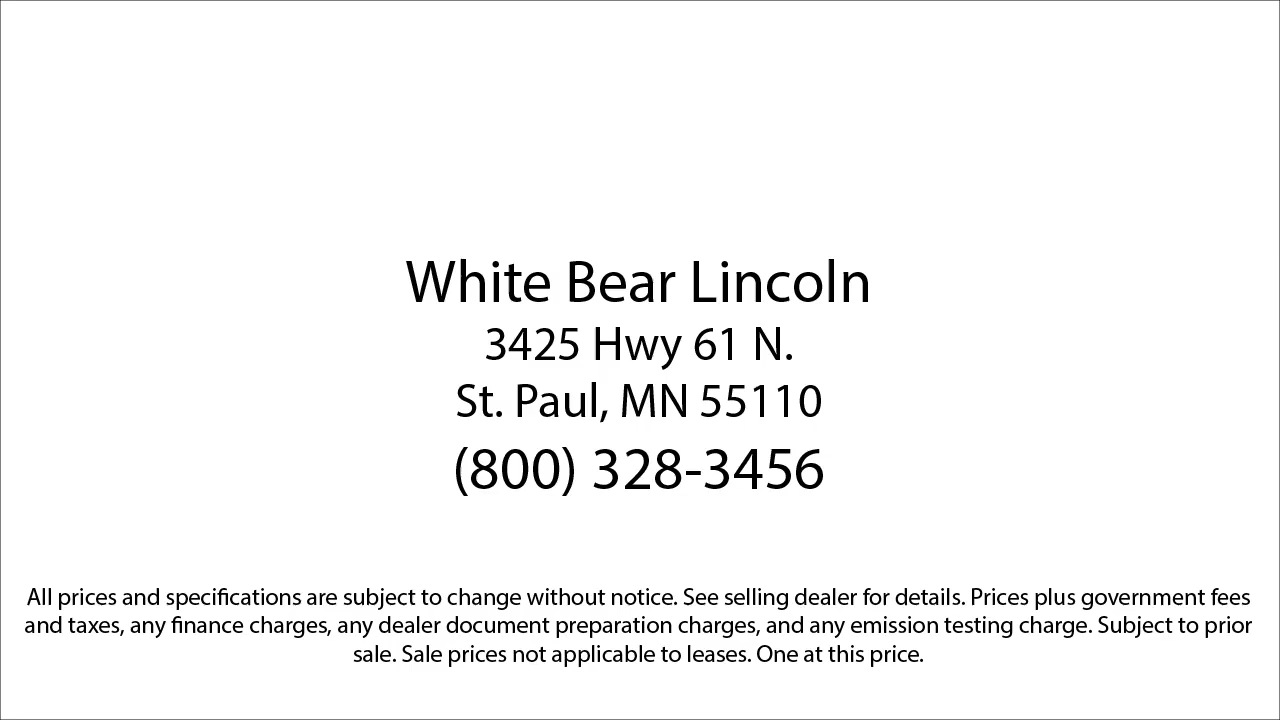 White Bear Lincoln
3425 Hwy 61 N.
St. Paul, MN 55110
(800) 328-3456
All prices and specifications are subject to change without notice. See selling dealer for details. Prices plus government fees
and taxes, any finance charges, any dealer document preparation charges, and any emission testing charge. Subject to prior
sale. Sale prices not applicable to leases. One at this price.